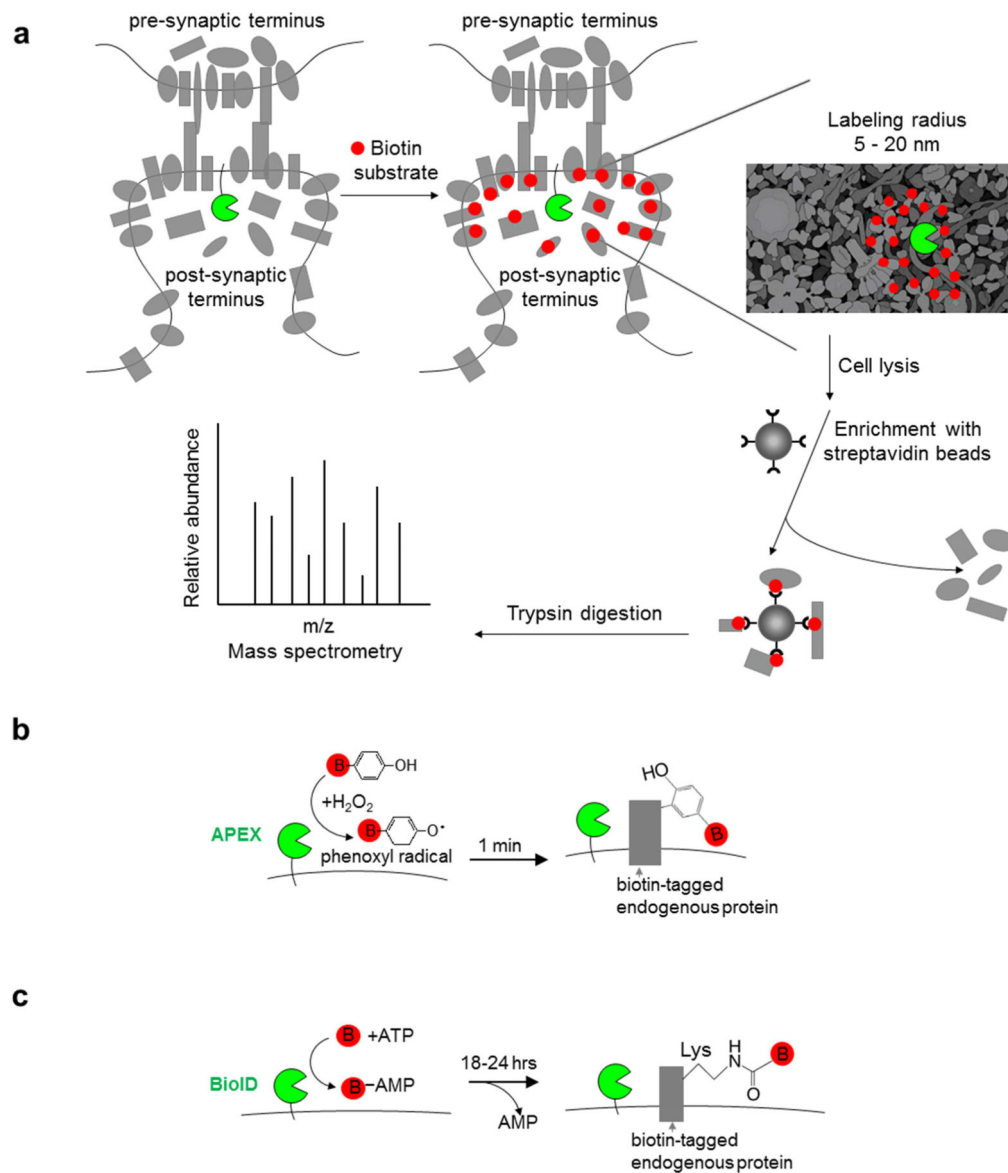 a
pre-synaptic terminus
pre-synaptic terminus
Biotin
substrate
post-synaptic
terminus
post-synaptic
terminus
Labeling radius
5 - 20 nm
Cell lysis
Enrichment with
streptavidin beads
Relative abundance
m/z
Mass spectrometry
Trypsin digestion
b
B
OH
+H₂O₂
APEX
B
O•
phenoxyl radical
1 min
HO
B
biotin-tagged
endogenous protein
c
B +ATP
BioID
B-AMP
18-24 hrs
AMP
Lys
H
N
B
O
biotin-tagged
endogenous protein